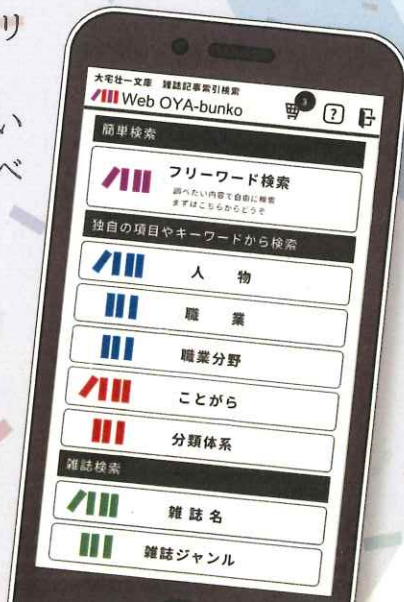 リ
い
べ
大宅壮一文庫 雑誌記事索引検索
Web OYA-bunko
3
?
簡単検索
フリーワード検索
調べたい内容で自由に検索
まずはこちらからどうぞ
独自の項目やキーワードから検索
人 物
職 業
職業分野
ことがら
分類体系
雑誌検索
雑誌名
雑誌ジャンル